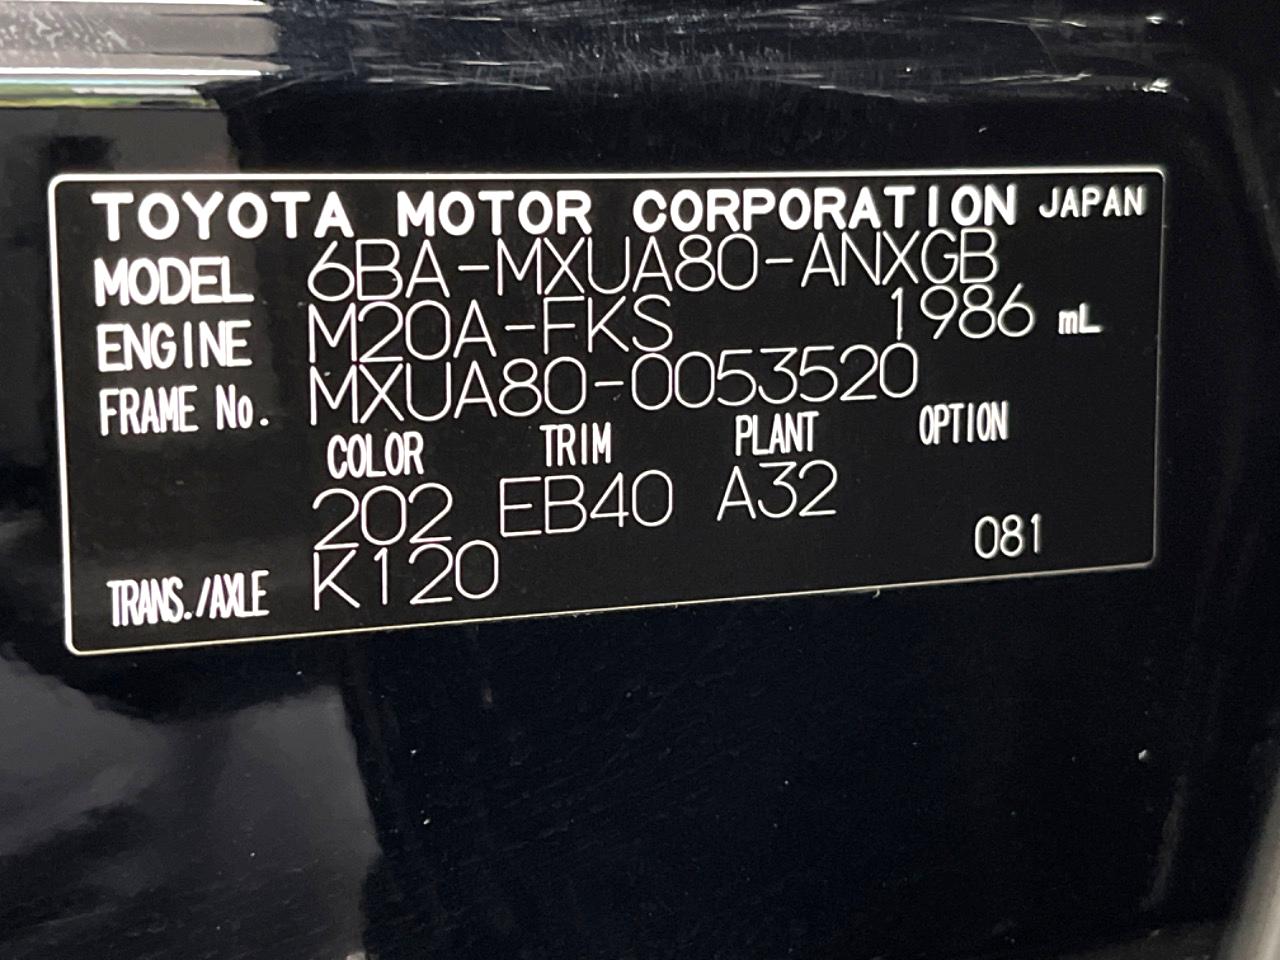 TOYOTA MOTOR CORPORATION JAPAN
MODEL 6BA-MXUA80-ANXGB
ENGINE M20A-FKS 1986 mL
FRAME No. MXUA80-0053520
COLOR TRIM PLANT OPTION
202 EB40 A32
TRANS./AXLE K120 081